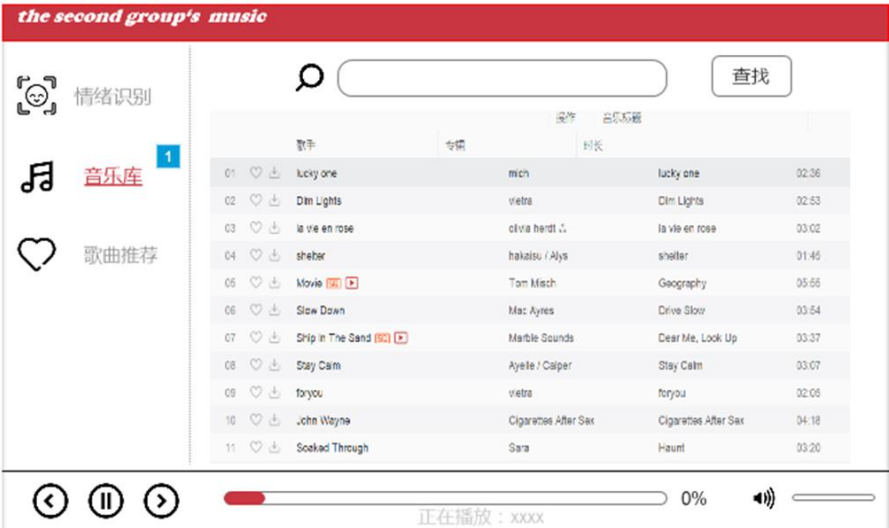 the second group's music
情绪识别
音乐库
1
歌曲推荐
查找
操作 音乐标题
歌手 专辑 时长
01 lucky one mich lucky one 02:36
02 Dim Lights vietra Dim Lights 02:53
03 la vie en rose olivia herdt la vie en rose 03:02
04 shelter hakaisu / Alys shelter 01:45
05 Movie SQ Tom Misch Geography 05:55
06 Slow Down Mac Ayres Drive Slow 03:54
07 Ship In The Sand SQ Marble Sounds Dear Me, Look Up 03:37
08 Stay Calm Ayelle / Calper Stay Calm 03:07
09 foryou vietra foryou 02:05
10 John Wayne Cigarettes After Sex Cigarettes After Sex 04:18
11 Soaked Through Sara Haunt 03:20
0%
正在播放：xxxx